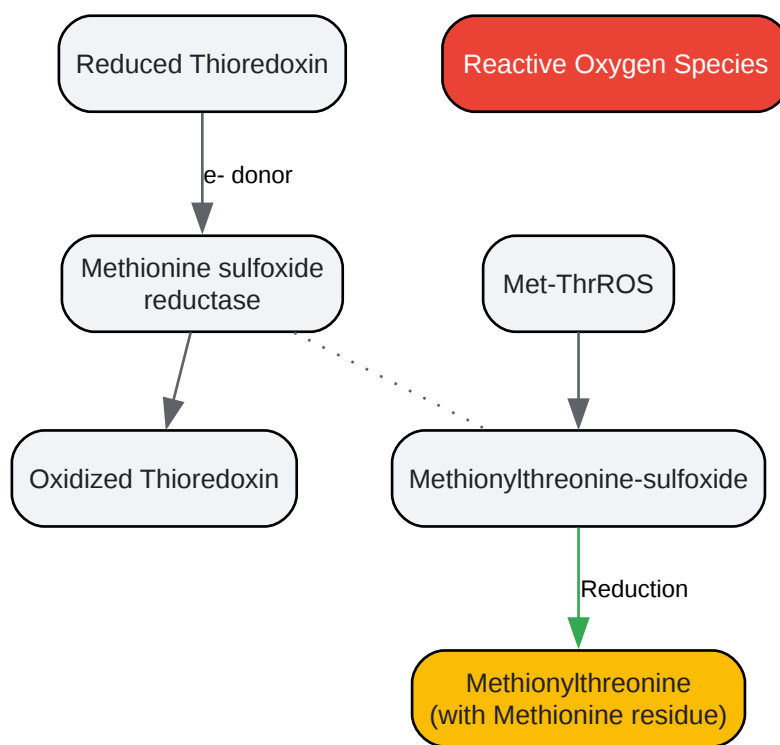 Reduced Thioredoxin
Reactive Oxygen Species
e- donor
Methionine sulfoxide
reductase
Met-ThrROS
Oxidized Thioredoxin
Methionylthreonine-sulfoxide
Reduction
Methionylthreonine
(with Methionine residue)